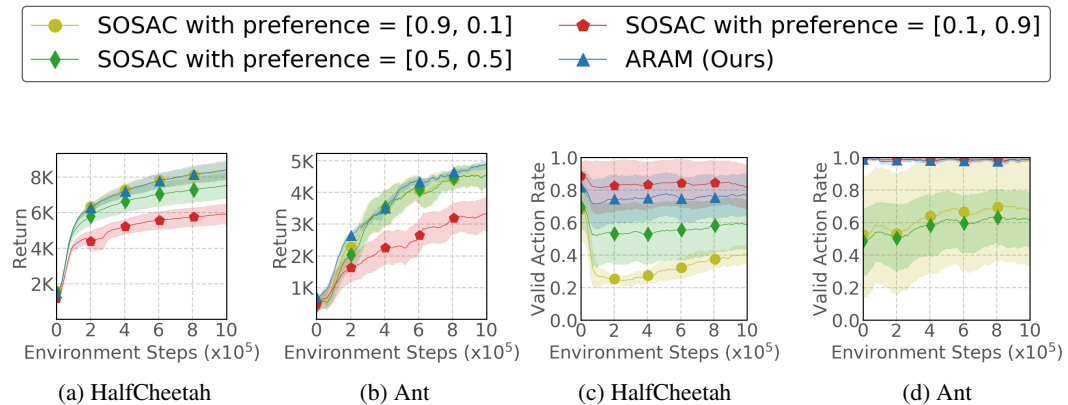 SOSAC with preference = [0.9, 0.1]
SOSAC with preference = [0.1, 0.9]
SOSAC with preference = [0.5, 0.5]
ARAM (Ours)
Return
8K
6K
4K
2K
0 2 4 6 8 10
Environment Steps (x10⁵)
(a) HalfCheetah
Return
5K
4K
3K
2K
1K
0 2 4 6 8 10
Environment Steps (x10⁵)
(b) Ant
Valid Action Rate
1.0
0.8
0.6
0.4
0.2
0.0
0 2 4 6 8 10
Environment Steps (x10⁵)
(c) HalfCheetah
Valid Action Rate
1.0
0.8
0.6
0.4
0.2
0.0
0 2 4 6 8 10
Environment Steps (x10⁵)
(d) Ant